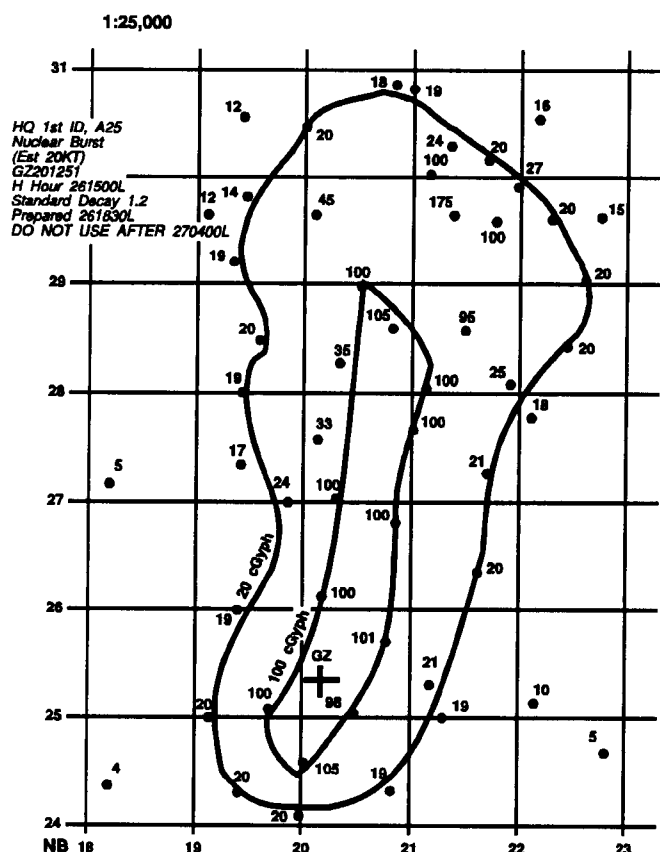 1:25,000
HQ 1st ID, A25
Nuclear Burst
(Est 20KT)
GZ201251
H Hour 261500L
Standard Decay 1.2
Prepared 261830L
DO NOT USE AFTER 270400L
31
18 19
12 16
20 24 20
100 27
14
12 45 175 100 20 15
19
29 100 20
105 95
20 35 20
19 100 25
28
18
33 100
17
5 21
24 100
27
100
20 cGyph 20
100
26
19
100 cGyph 101
GZ
21
100 98 10
25 20 19
5
105
4 20 19
20
24
NB 18 19 20 21 22 23